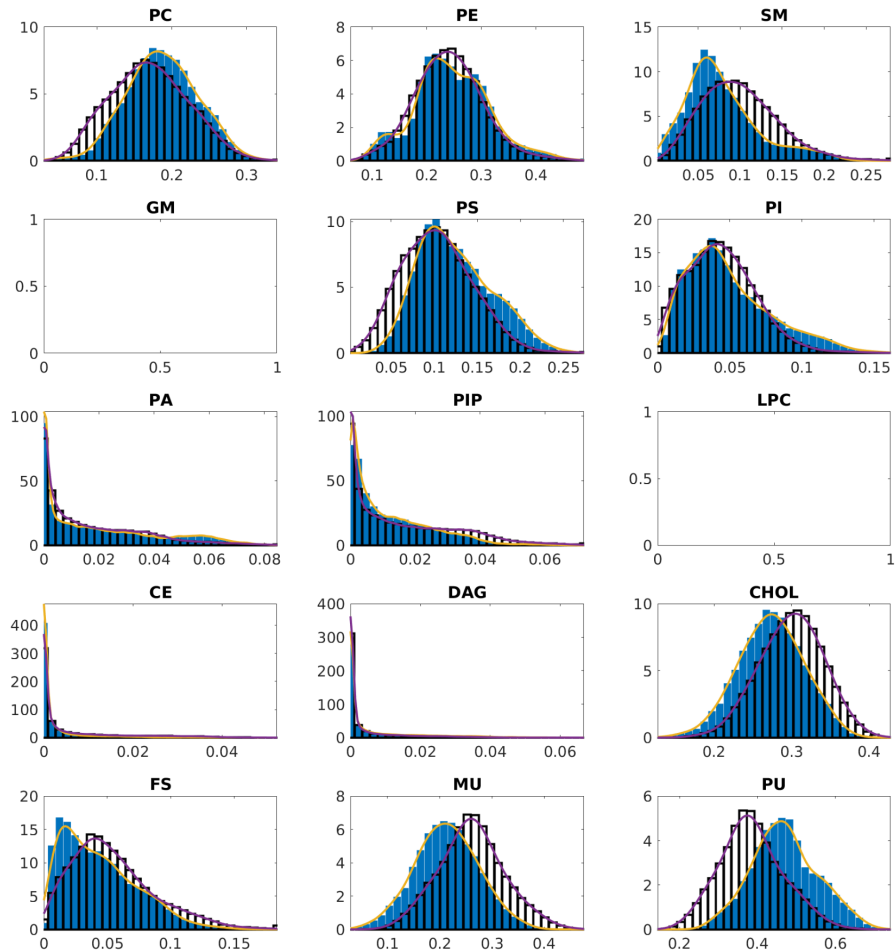 PC
10
5
0
0.1 0.2 0.3
PE
8
6
4
2
0
0.1 0.2 0.3 0.4
SM
15
10
5
0
0.05 0.1 0.15 0.2 0.25
GM
1
0.5
0
0 0.5 1
PS
10
5
0
0.05 0.1 0.15 0.2 0.25
PI
20
15
10
5
0
0 0.05 0.1 0.15
PA
100
50
0
0 0.02 0.04 0.06 0.08
PIP
100
50
0
0 0.02 0.04 0.06
LPC
1
0.5
0
0 0.5 1
CE
400
300
200
100
0
0 0.02 0.04
DAG
400
300
200
100
0
0 0.02 0.04 0.06
CHOL
10
5
0
0.2 0.3 0.4
FS
20
15
10
5
0
0 0.05 0.1 0.15
MU
8
6
4
2
0
0.1 0.2 0.3 0.4
PU
6
4
2
0
0.2 0.4 0.6